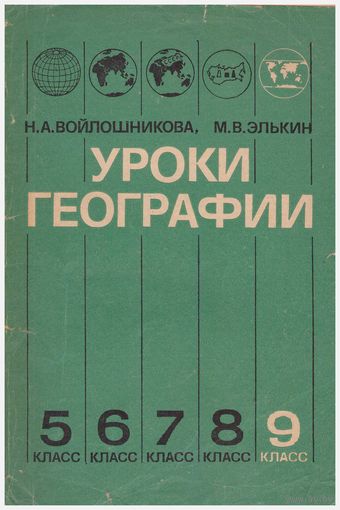 Н.А.ВОЙЛОШНИКОВА, М.В.ЭЛЬКИН
УРОКИ
ГЕОГРАФИИ
5 6 7 8 9
КЛАСС КЛАСС КЛАСС КЛАСС КЛАСС